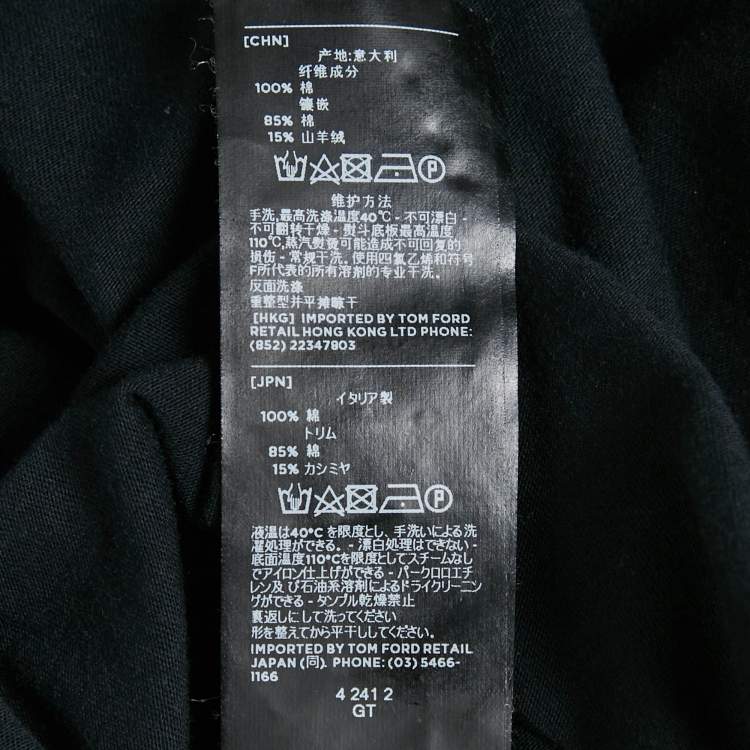 [CHN]
产地:意大利
纤维成分
100% 棉
镶嵌
85% 棉
15% 山羊绒
P
维护方法
手洗,最高洗涤温度40℃ - 不可漂白 -
不可翻转干燥 - 熨斗底板最高温度
110℃,蒸汽熨烫可能造成不可回复的
损伤 - 常规干洗。使用四氯乙烯和符号
F所代表的所有溶剂的专业干洗。
反面洗涤
重整型并平摊晾干
[HKG] IMPORTED BY TOM FORD
RETAIL HONG KONG LTD PHONE:
(852) 22347803
[JPN]
イタリア製
100% 綿
トリム
85% 綿
15% カシミヤ
P
液温は40°Cを限度とし、手洗いによる洗
濯処理ができる。- 漂白処理はできない -
底面温度110°Cを限度としてスチームなし
でアイロン仕上げができる - パークロロエチ
レン及び石油系溶剤によるドライクリーニン
グができる - タンブル乾燥禁止
裏返しにして洗ってください
形を整えてから平干ししてください。
IMPORTED BY TOM FORD RETAIL
JAPAN (同). PHONE: (03) 5466-
1166
4 241 2
GT